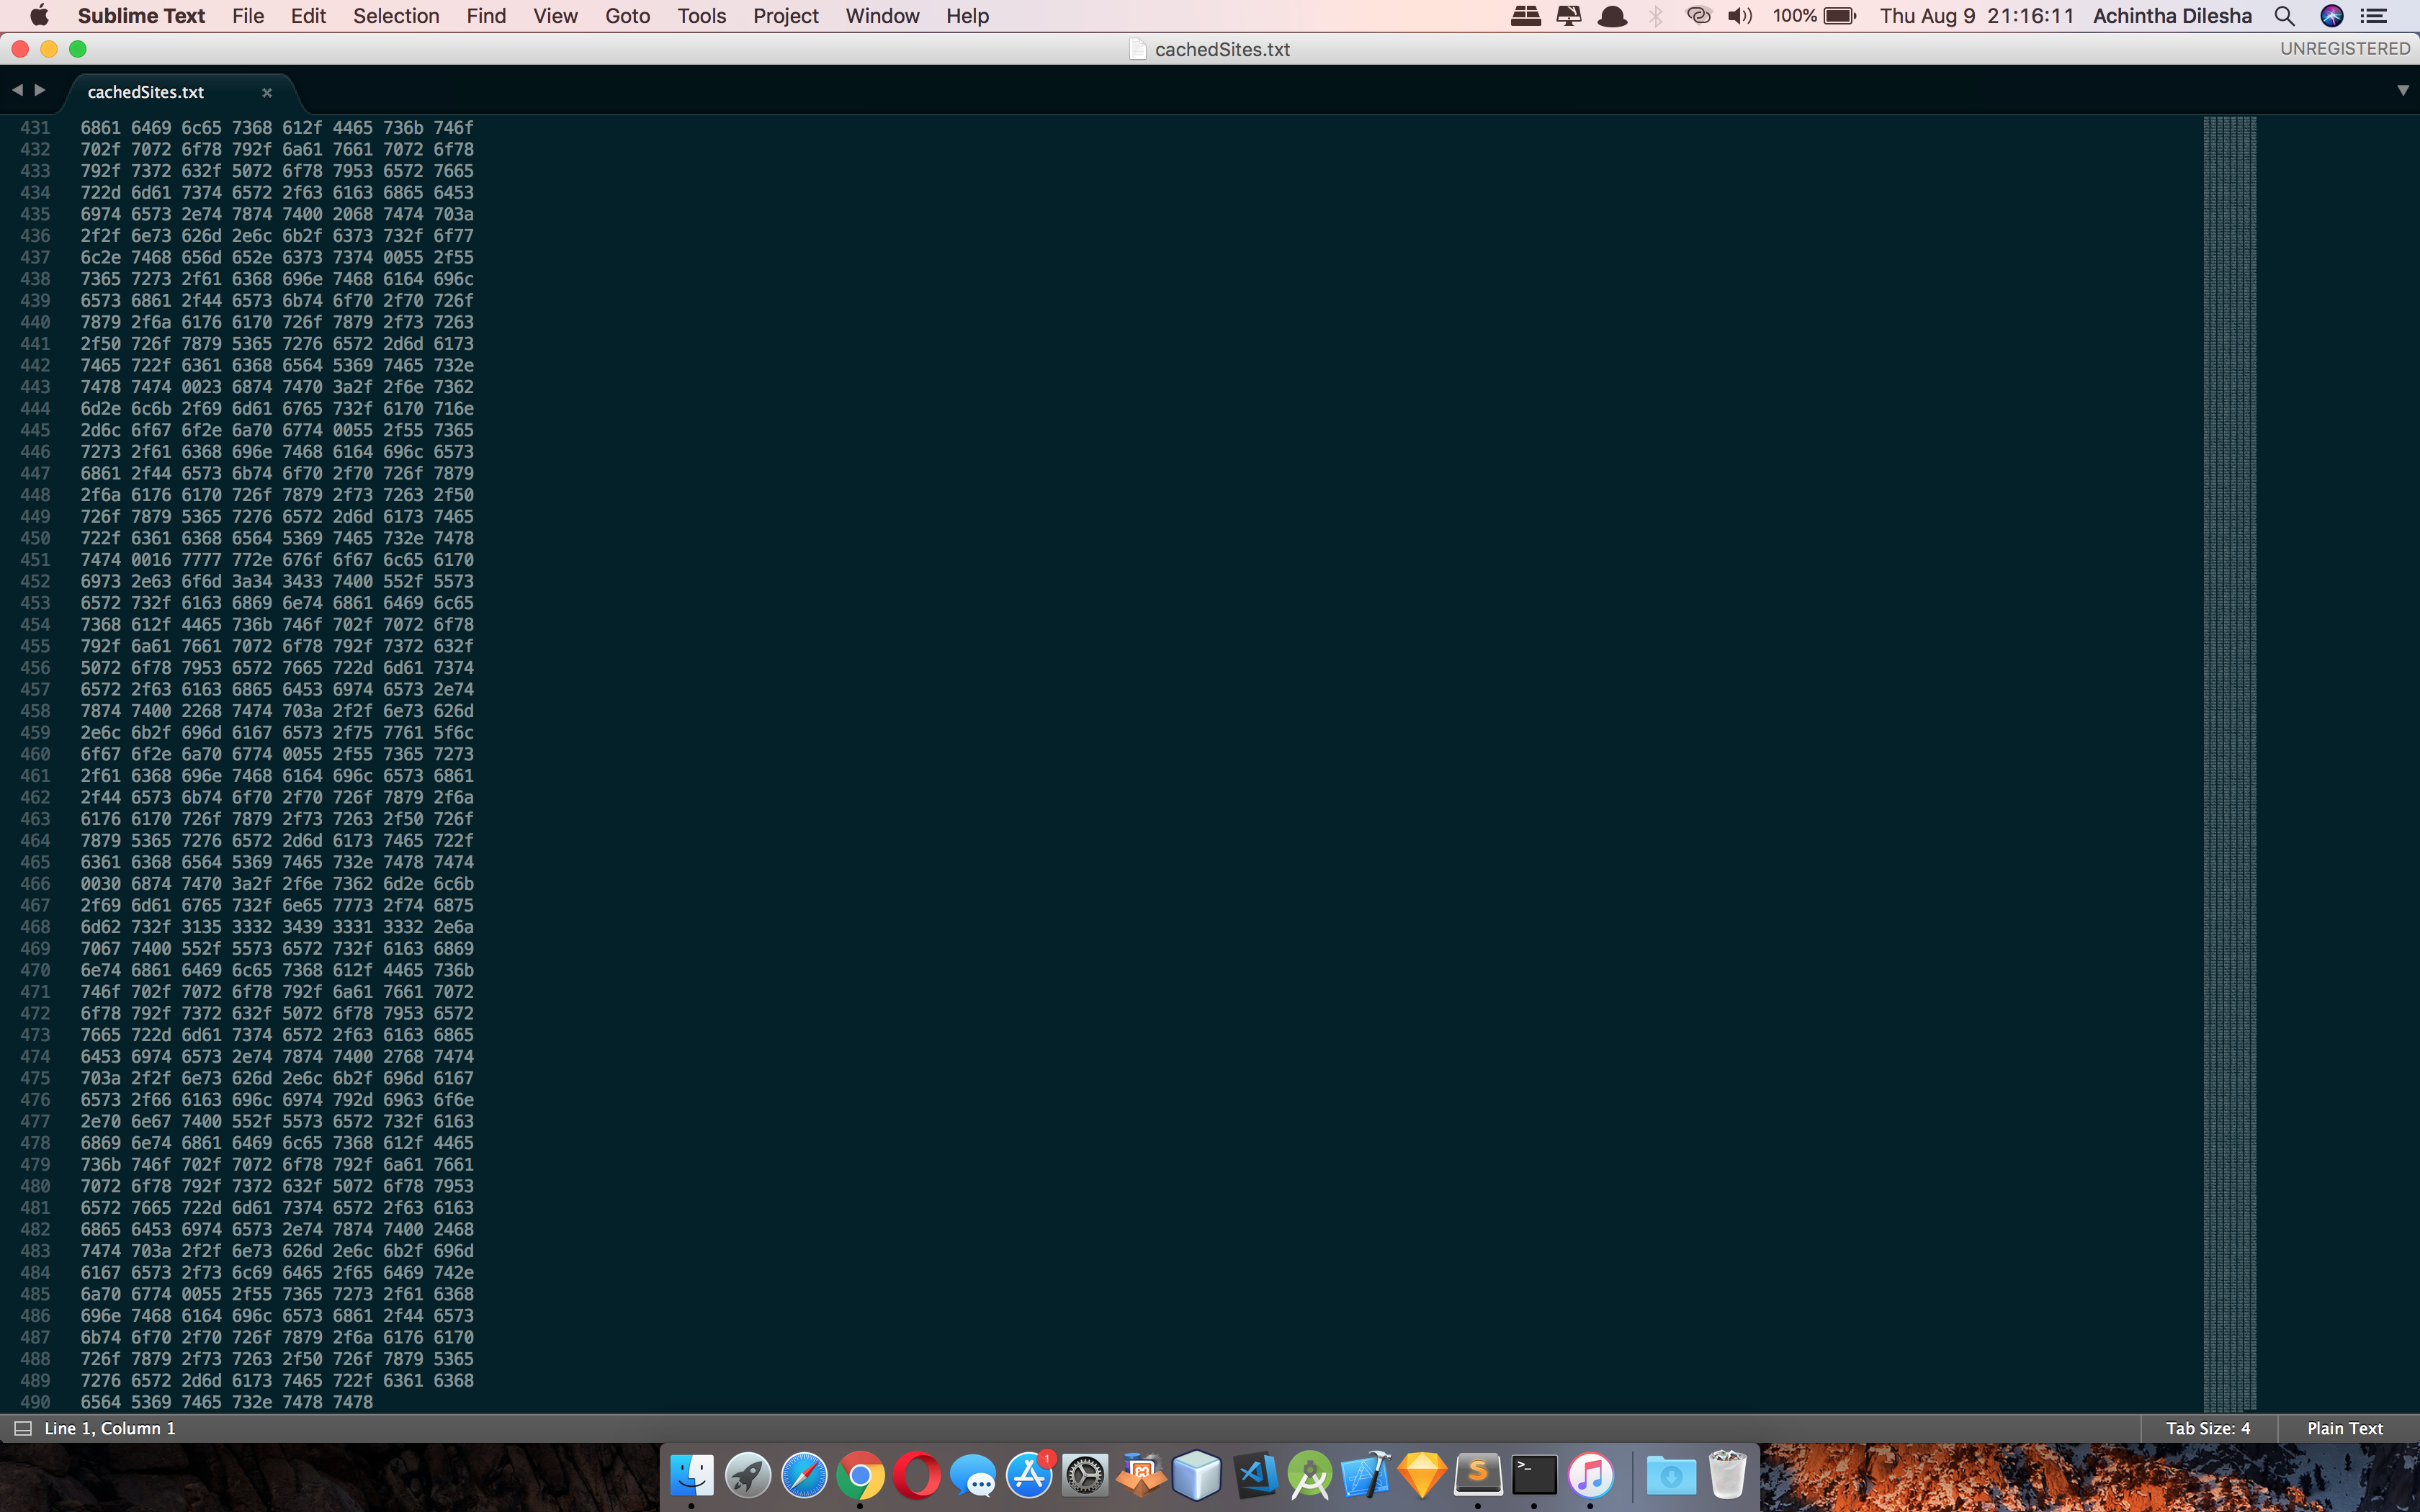 Sublime Text File Edit Selection Find View Goto Tools Project Window Help 100% Thu Aug 9 21:16:11 Achintha Dilesha
cachedSites.txt UNREGISTERED
cachedSites.txt ×
431 6861 6469 6c65 7368 612f 4465 736b 746f
432 702f 7072 6f78 792f 6a61 7661 7072 6f78
433 792f 7372 632f 5072 6f78 7953 6572 7665
434 722d 6d61 7374 6572 2f63 6163 6865 6453
435 6974 6573 2e74 7874 7400 2068 7474 703a
436 2f2f 6e73 626d 2e6c 6b2f 6373 732f 6f77
437 6c2e 7468 656d 652e 6373 7374 0055 2f55
438 7365 7273 2f61 6368 696e 7468 6164 696c
439 6573 6861 2f44 6573 6b74 6f70 2f70 726f
440 7879 2f6a 6176 6170 726f 7879 2f73 7263
441 2f50 726f 7879 5365 7276 6572 2d6d 6173
442 7465 722f 6361 6368 6564 5369 7465 732e
443 7478 7474 0023 6874 7470 3a2f 2f6e 7362
444 6d2e 6c6b 2f69 6d61 6765 732f 6170 716e
445 2d6c 6f67 6f2e 6a70 6774 0055 2f55 7365
446 7273 2f61 6368 696e 7468 6164 696c 6573
447 6861 2f44 6573 6b74 6f70 2f70 726f 7879
448 2f6a 6176 6170 726f 7879 2f73 7263 2f50
449 726f 7879 5365 7276 6572 2d6d 6173 7465
450 722f 6361 6368 6564 5369 7465 732e 7478
451 7474 0016 7777 772e 676f 6f67 6c65 6170
452 6973 2e63 6f6d 3a34 3433 7400 552f 5573
453 6572 732f 6163 6869 6e74 6861 6469 6c65
454 7368 612f 4465 736b 746f 702f 7072 6f78
455 792f 6a61 7661 7072 6f78 792f 7372 632f
456 5072 6f78 7953 6572 7665 722d 6d61 7374
457 6572 2f63 6163 6865 6453 6974 6573 2e74
458 7874 7400 2268 7474 703a 2f2f 6e73 626d
459 2e6c 6b2f 696d 6167 6573 2f75 7761 5f6c
460 6f67 6f2e 6a70 6774 0055 2f55 7365 7273
461 2f61 6368 696e 7468 6164 696c 6573 6861
462 2f44 6573 6b74 6f70 2f70 726f 7879 2f6a
463 6176 6170 726f 7879 2f73 7263 2f50 726f
464 7879 5365 7276 6572 2d6d 6173 7465 722f
465 6361 6368 6564 5369 7465 732e 7478 7474
466 0030 6874 7470 3a2f 2f6e 7362 6d2e 6c6b
467 2f69 6d61 6765 732f 6e65 7773 2f74 6875
468 6d62 732f 3135 3332 3439 3331 3332 2e6a
469 7067 7400 552f 5573 6572 732f 6163 6869
470 6e74 6861 6469 6c65 7368 612f 4465 736b
471 746f 702f 7072 6f78 792f 6a61 7661 7072
472 6f78 792f 7372 632f 5072 6f78 7953 6572
473 7665 722d 6d61 7374 6572 2f63 6163 6865
474 6453 6974 6573 2e74 7874 7400 2768 7474
475 703a 2f2f 6e73 626d 2e6c 6b2f 696d 6167
476 6573 2f66 6163 696c 6974 792d 6963 6f6e
477 2e70 6e67 7400 552f 5573 6572 732f 6163
478 6869 6e74 6861 6469 6c65 7368 612f 4465
479 736b 746f 702f 7072 6f78 792f 6a61 7661
480 7072 6f78 792f 7372 632f 5072 6f78 7953
481 6572 7665 722d 6d61 7374 6572 2f63 6163
482 6865 6453 6974 6573 2e74 7874 7400 2468
483 7474 703a 2f2f 6e73 626d 2e6c 6b2f 696d
484 6167 6573 2f73 6c69 6465 2f65 6469 742e
485 6a70 6774 0055 2f55 7365 7273 2f61 6368
486 696e 7468 6164 696c 6573 6861 2f44 6573
487 6b74 6f70 2f70 726f 7879 2f6a 6176 6170
488 726f 7879 2f73 7263 2f50 726f 7879 5365
489 7276 6572 2d6d 6173 7465 722f 6361 6368
490 6564 5369 7465 732e 7478 7478
Line 1, Column 1 Tab Size: 4 Plain Text
1